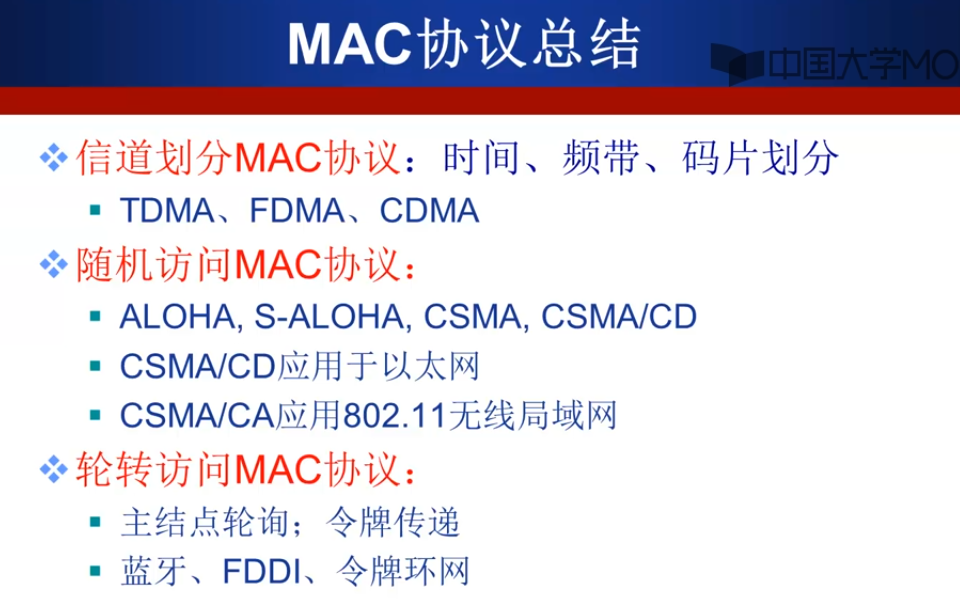 MAC协议总结
中国大学MO
信道划分MAC协议：时间、频带、码片划分
TDMA、FDMA、CDMA
随机访问MAC协议：
ALOHA, S-ALOHA, CSMA, CSMA/CD
CSMA/CD应用于以太网
CSMA/CA应用802.11无线局域网
轮转访问MAC协议：
主结点轮询；令牌传递
蓝牙、FDDI、令牌环网